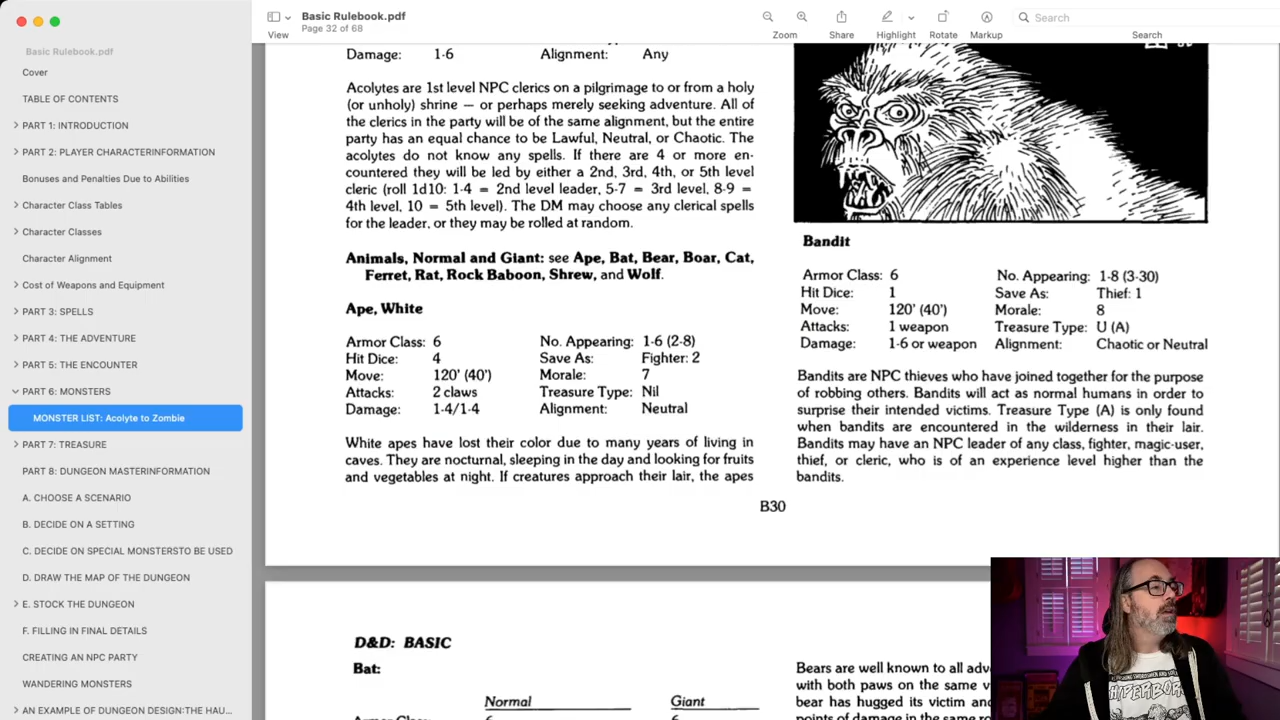 Basic Rulebook.pdf
Page 32 of 68
View
Zoom
Share
Highlight
Rotate
Markup
Search
Search
Basic Rulebook.pdf
Cover
TABLE OF CONTENTS
PART 1: INTRODUCTION
PART 2: PLAYER CHARACTERINFORMATION
Bonuses and Penalties Due to Abilities
Character Class Tables
Character Classes
Character Alignment
Cost of Weapons and Equipment
PART 3: SPELLS
PART 4: THE ADVENTURE
PART 5: THE ENCOUNTER
PART 6: MONSTERS
MONSTER LIST: Acolyte to Zombie
PART 7: TREASURE
PART 8: DUNGEON MASTERINFORMATION
A. CHOOSE A SCENARIO
B. DECIDE ON A SETTING
C. DECIDE ON SPECIAL MONSTERSTO BE USED
D. DRAW THE MAP OF THE DUNGEON
E. STOCK THE DUNGEON
F. FILLING IN FINAL DETAILS
CREATING AN NPC PARTY
WANDERING MONSTERS
AN EXAMPLE OF DUNGEON DESIGN:THE HAU...
Damage: 1-6 Alignment: Any
Acolytes are 1st level NPC clerics on a pilgrimage to or from a holy
(or unholy) shrine — or perhaps merely seeking adventure. All of
the clerics in the party will be of the same alignment, but the entire
party has an equal chance to be Lawful, Neutral, or Chaotic. The
acolytes do not know any spells. If there are 4 or more en-
countered they will be led by either a 2nd, 3rd, 4th, or 5th level
cleric (roll 1d10: 1-4 = 2nd level leader, 5-7 = 3rd level, 8-9 =
4th level, 10 = 5th level). The DM may choose any clerical spells
for the leader, or they may be rolled at random.
Animals, Normal and Giant: see Ape, Bat, Bear, Boar, Cat,
Ferret, Rat, Rock Baboon, Shrew, and Wolf.
Ape, White
Armor Class: 6 No. Appearing: 1-6 (2-8)
Hit Dice: 4 Save As: Fighter: 2
Move: 120' (40') Morale: 7
Attacks: 2 claws Treasure Type: Nil
Damage: 1-4/1-4 Alignment: Neutral
White apes have lost their color due to many years of living in
caves. They are nocturnal, sleeping in the day and looking for fruits
and vegetables at night. If creatures approach their lair, the apes
Bandit
Armor Class: 6 No. Appearing: 1-8 (3-30)
Hit Dice: 1 Save As: Thief: 1
Move: 120' (40') Morale: 8
Attacks: 1 weapon Treasure Type: U (A)
Damage: 1-6 or weapon Alignment: Chaotic or Neutral
Bandits are NPC thieves who have joined together for the purpose
of robbing others. Bandits will act as normal humans in order to
surprise their intended victims. Treasure Type (A) is only found
when bandits are encountered in the wilderness in their lair.
Bandits may have an NPC leader of any class, fighter, magic-user,
thief, or cleric, who is of an experience level higher than the
bandits.
B30
D&D: BASIC
Bat:
Normal Giant
Bears are well known to all
with both paws on the same
bear has hugged its victim
points of damage in the same